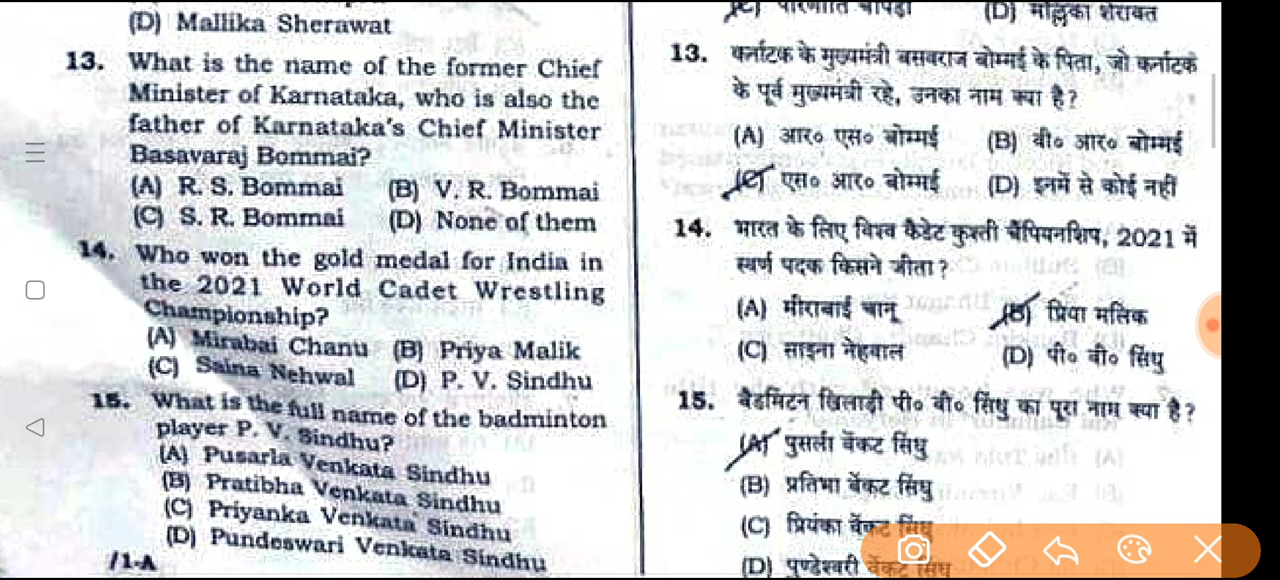 (D) Mallika Sherawat
13. What is the name of the former Chief
Minister of Karnataka, who is also the
father of Karnataka's Chief Minister
Basavaraj Bommai?
(A) R. S. Bommai (B) V. R. Bommai
(C) S. R. Bommai (D) None of them
14. Who won the gold medal for India in
the 2021 World Cadet Wrestling
Championship?
(A) Mirabai Chanu (B) Priya Malik
(C) Saina Nehwal (D) P. V. Sindhu
15. What is the full name of the badminton
player P. V. Sindhu?
(A) Pusarla Venkata Sindhu
(B) Pratibha Venkata Sindhu
(C) Priyanka Venkata Sindhu
(D) Pundeswari Venkata Sindhu
/1-A
(C) परिणीति चोपड़ा (D) मल्लिका शेरावत
13. कर्नाटक के मुख्यमंत्री बसवराज बोम्मई के पिता, जो कर्नाटक
के पूर्व मुख्यमंत्री रहे, उनका नाम क्या है?
(A) आर० एस० बोम्मई (B) वी० आर० बोम्मई
(C) एस० आर० बोम्मई (D) इनमें से कोई नहीं
14. भारत के लिए विश्व कैडेट कुश्ती चैंपियनशिप, 2021 में
स्वर्ण पदक किसने जीता?
(A) मीराबाई चानू (B) प्रिया मलिक
(C) साइना नेहवाल (D) पी० वी० सिंधु
15. बैडमिंटन खिलाड़ी पी० वी० सिंधु का पूरा नाम क्या है?
(A) पुसर्ला वेंकट सिंधु
(B) प्रतिभा वेंकट सिंधु
(C) प्रियंका वेंकट सिंधु
(D) पुण्डेश्वरी वेंकट सिंधु